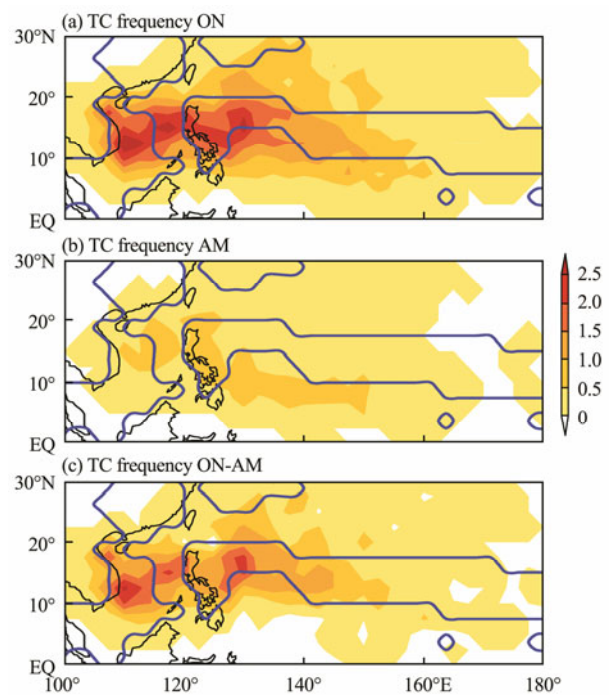 (a) TC frequency ON
30°N
20°
10°
EQ
(b) TC frequency AM
30°N
20°
10°
EQ
2.5
2.0
1.5
1.0
0.5
0
(c) TC frequency ON-AM
30°N
20°
10°
EQ
100° 120° 140° 160°E 180°